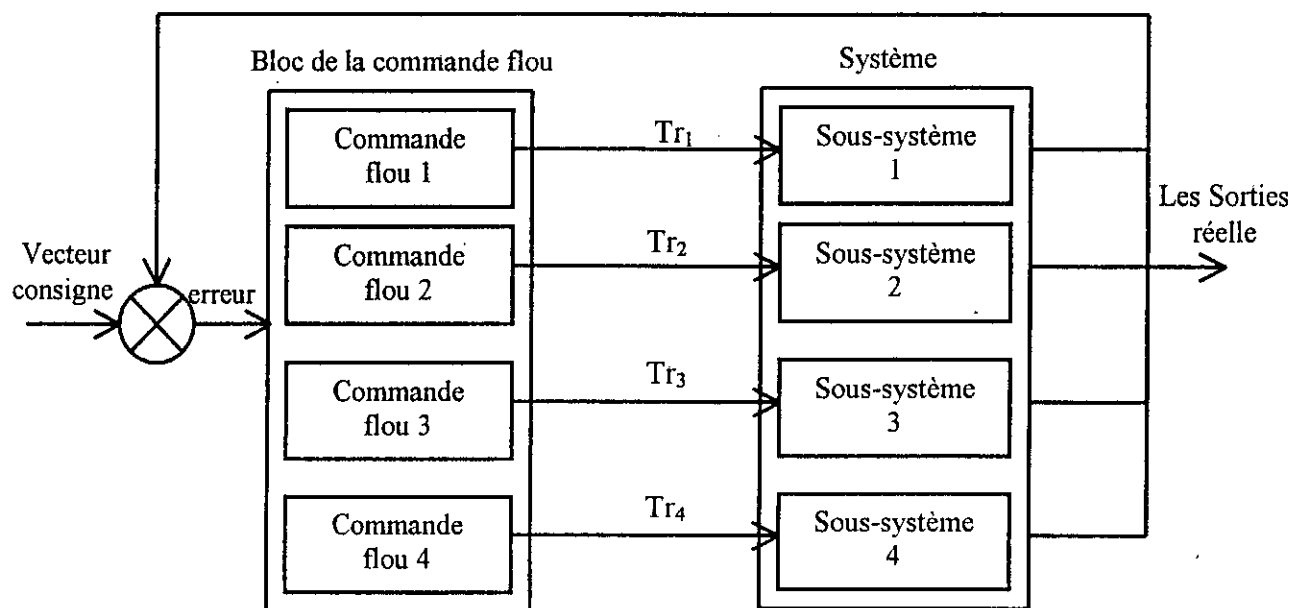 Bloc de la commande flou
Système
Commande
flou 1
Tr₁
Sous-système
1
Les Sorties
réelle
Vecteur
consigne
erreur
Commande
flou 2
Tr₂
Sous-système
2
Commande
flou 3
Tr₃
Sous-système
3
Commande
flou 4
Tr₄
Sous-système
4